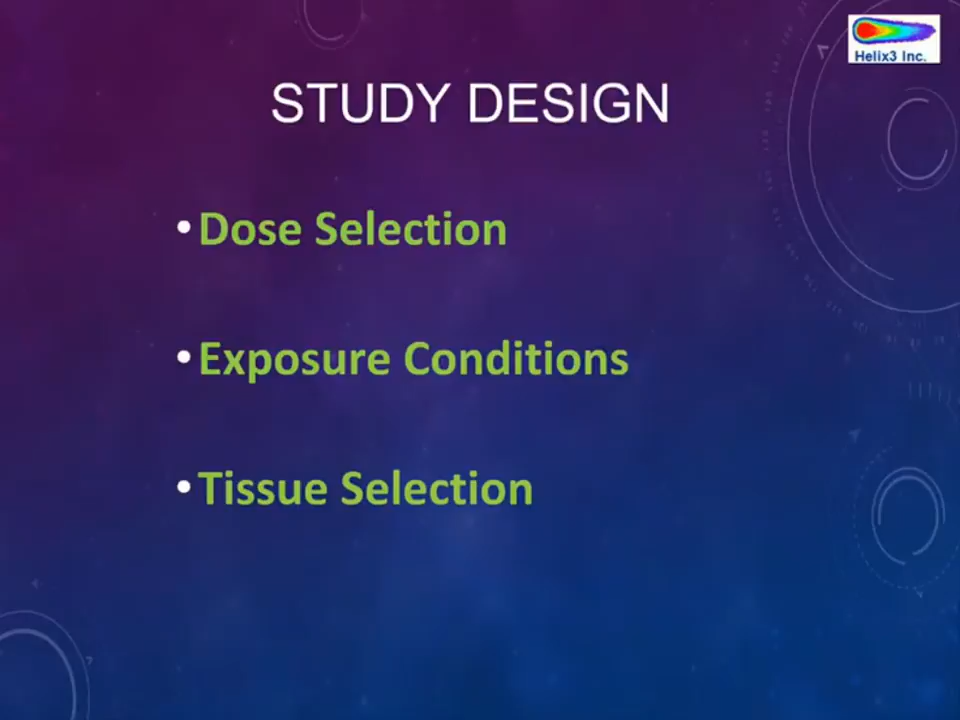 Helix3 Inc.
STUDY DESIGN
•Dose Selection
•Exposure Conditions
•Tissue Selection